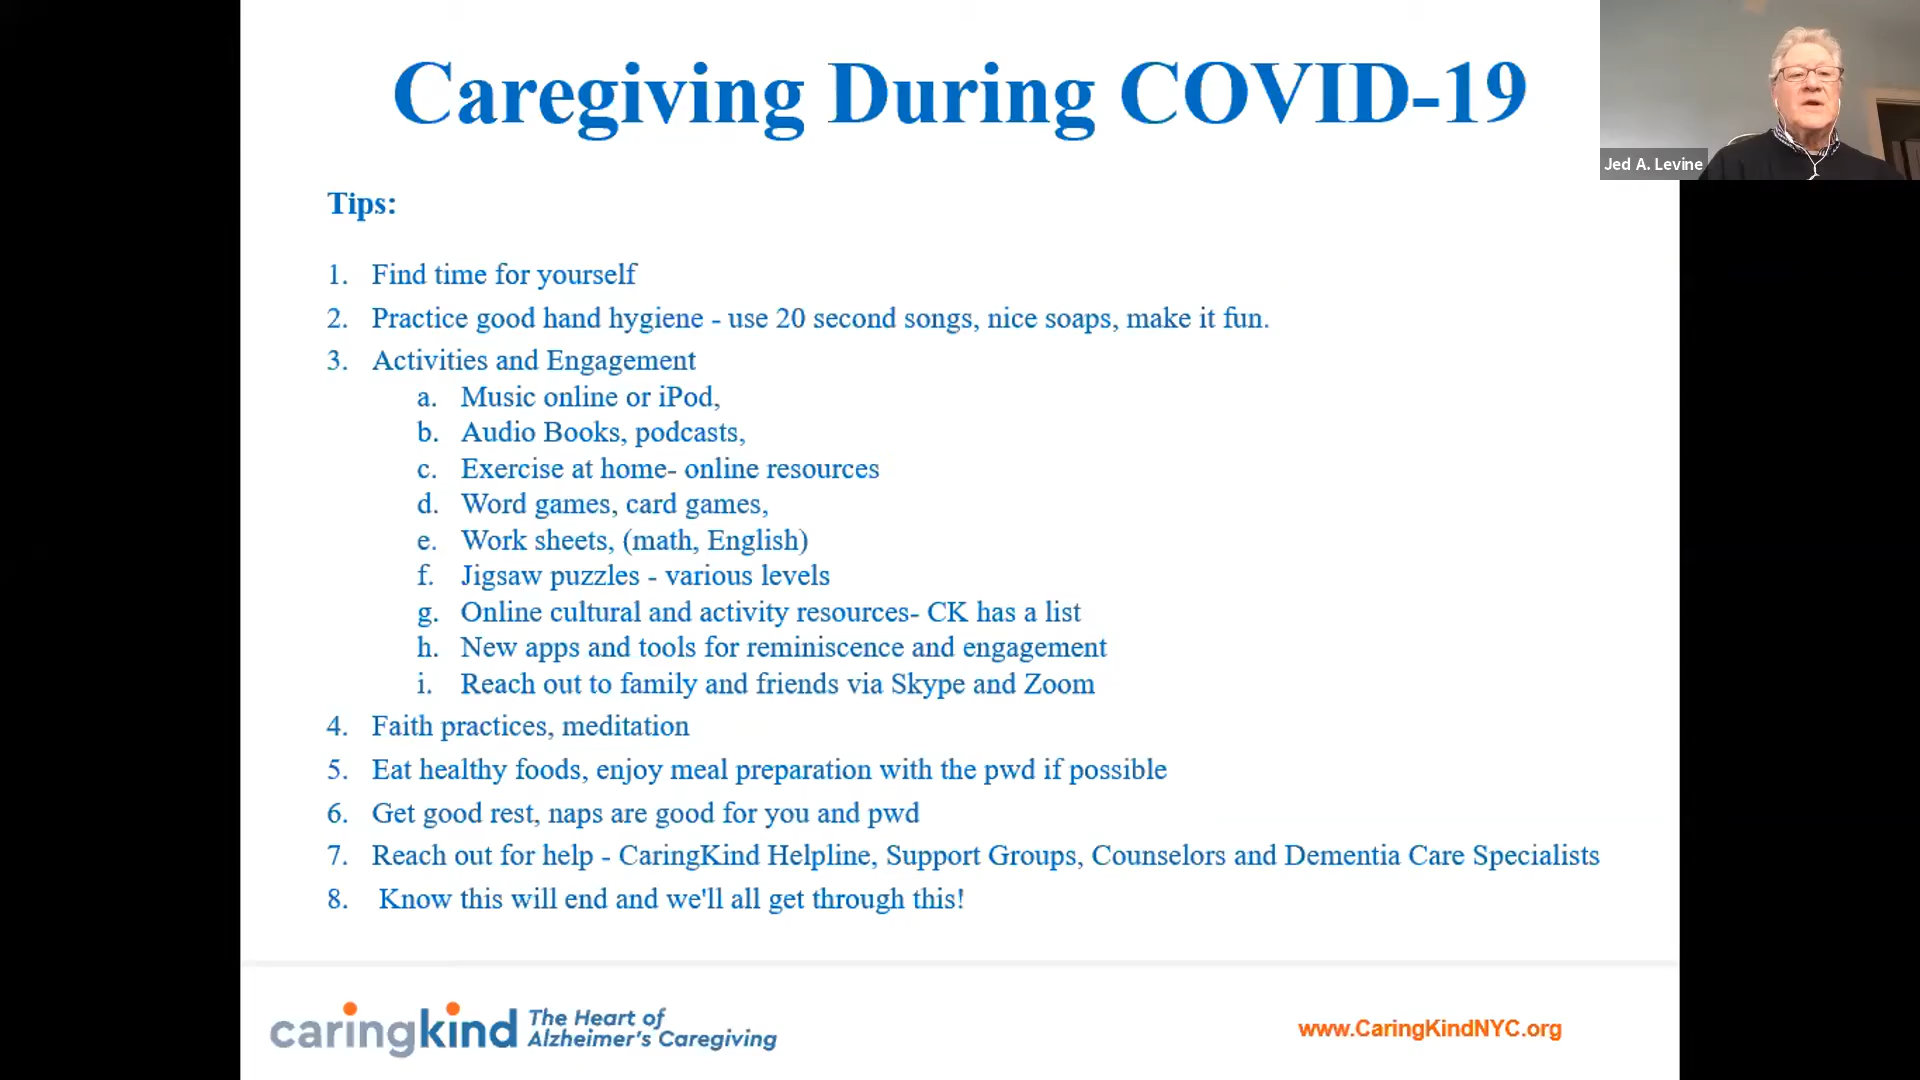 Caregiving During COVID-19
Jed A. Levine
Tips:
1. Find time for yourself
2. Practice good hand hygiene - use 20 second songs, nice soaps, make it fun.
3. Activities and Engagement
a. Music online or iPod,
b. Audio Books, podcasts,
c. Exercise at home- online resources
d. Word games, card games,
e. Work sheets, (math, English)
f. Jigsaw puzzles - various levels
g. Online cultural and activity resources- CK has a list
h. New apps and tools for reminiscence and engagement
i. Reach out to family and friends via Skype and Zoom
4. Faith practices, meditation
5. Eat healthy foods, enjoy meal preparation with the pwd if possible
6. Get good rest, naps are good for you and pwd
7. Reach out for help - CaringKind Helpline, Support Groups, Counselors and Dementia Care Specialists
8. Know this will end and we'll all get through this!
caringkind
The Heart of
Alzheimer's Caregiving
www.CaringKindNYC.org